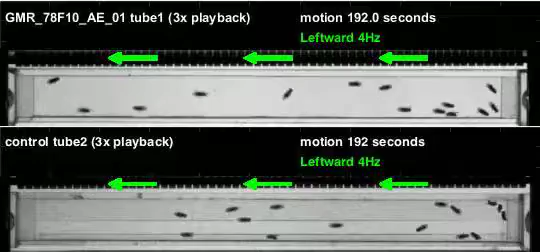 GMR_78F10_AE_01 tube1 (3x playback)
motion 192.0 seconds
Leftward 4Hz
control tube2 (3x playback)
motion 192 seconds
Leftward 4Hz